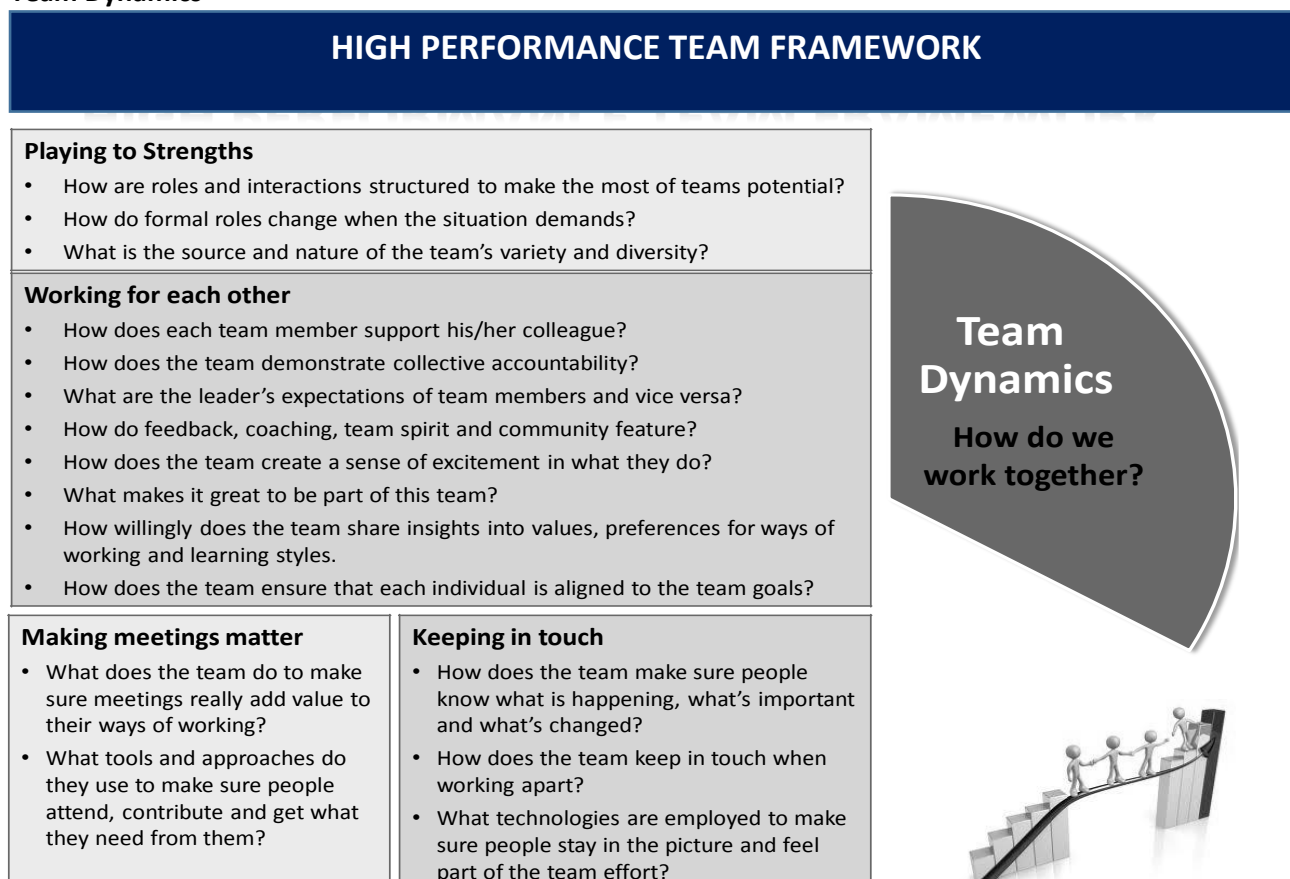 Team Dynamics
HIGH PERFORMANCE TEAM FRAMEWORK
Playing to Strengths
• How are roles and interactions structured to make the most of teams potential?
• How do formal roles change when the situation demands?
• What is the source and nature of the team's variety and diversity?
Working for each other
• How does each team member support his/her colleague?
• How does the team demonstrate collective accountability?
• What are the leader's expectations of team members and vice versa?
• How do feedback, coaching, team spirit and community feature?
• How does the team create a sense of excitement in what they do?
• What makes it great to be part of this team?
• How willingly does the team share insights into values, preferences for ways of
working and learning styles.
• How does the team ensure that each individual is aligned to the team goals?
Making meetings matter
• What does the team do to make
sure meetings really add value to
their ways of working?
• What tools and approaches do
they use to make sure people
attend, contribute and get what
they need from them?
Keeping in touch
• How does the team make sure people
know what is happening, what's important
and what's changed?
• How does the team keep in touch when
working apart?
• What technologies are employed to make
sure people stay in the picture and feel
part of the team effort?
Team
Dynamics
How do we
work together?